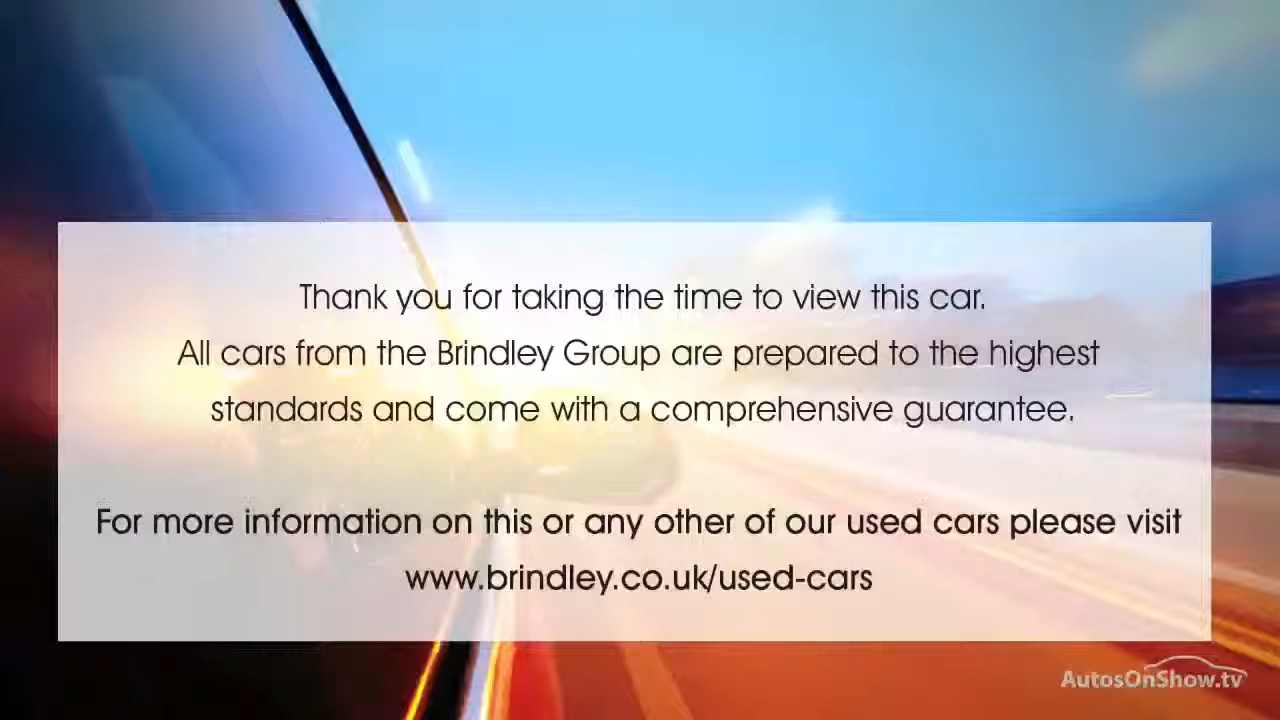 Thank you for taking the time to view this car.
All cars from the Brindley Group are prepared to the highest
standards and come with a comprehensive guarantee.
For more information on this or any other of our used cars please visit
www.brindley.co.uk/used-cars
AutosOnShow.tv